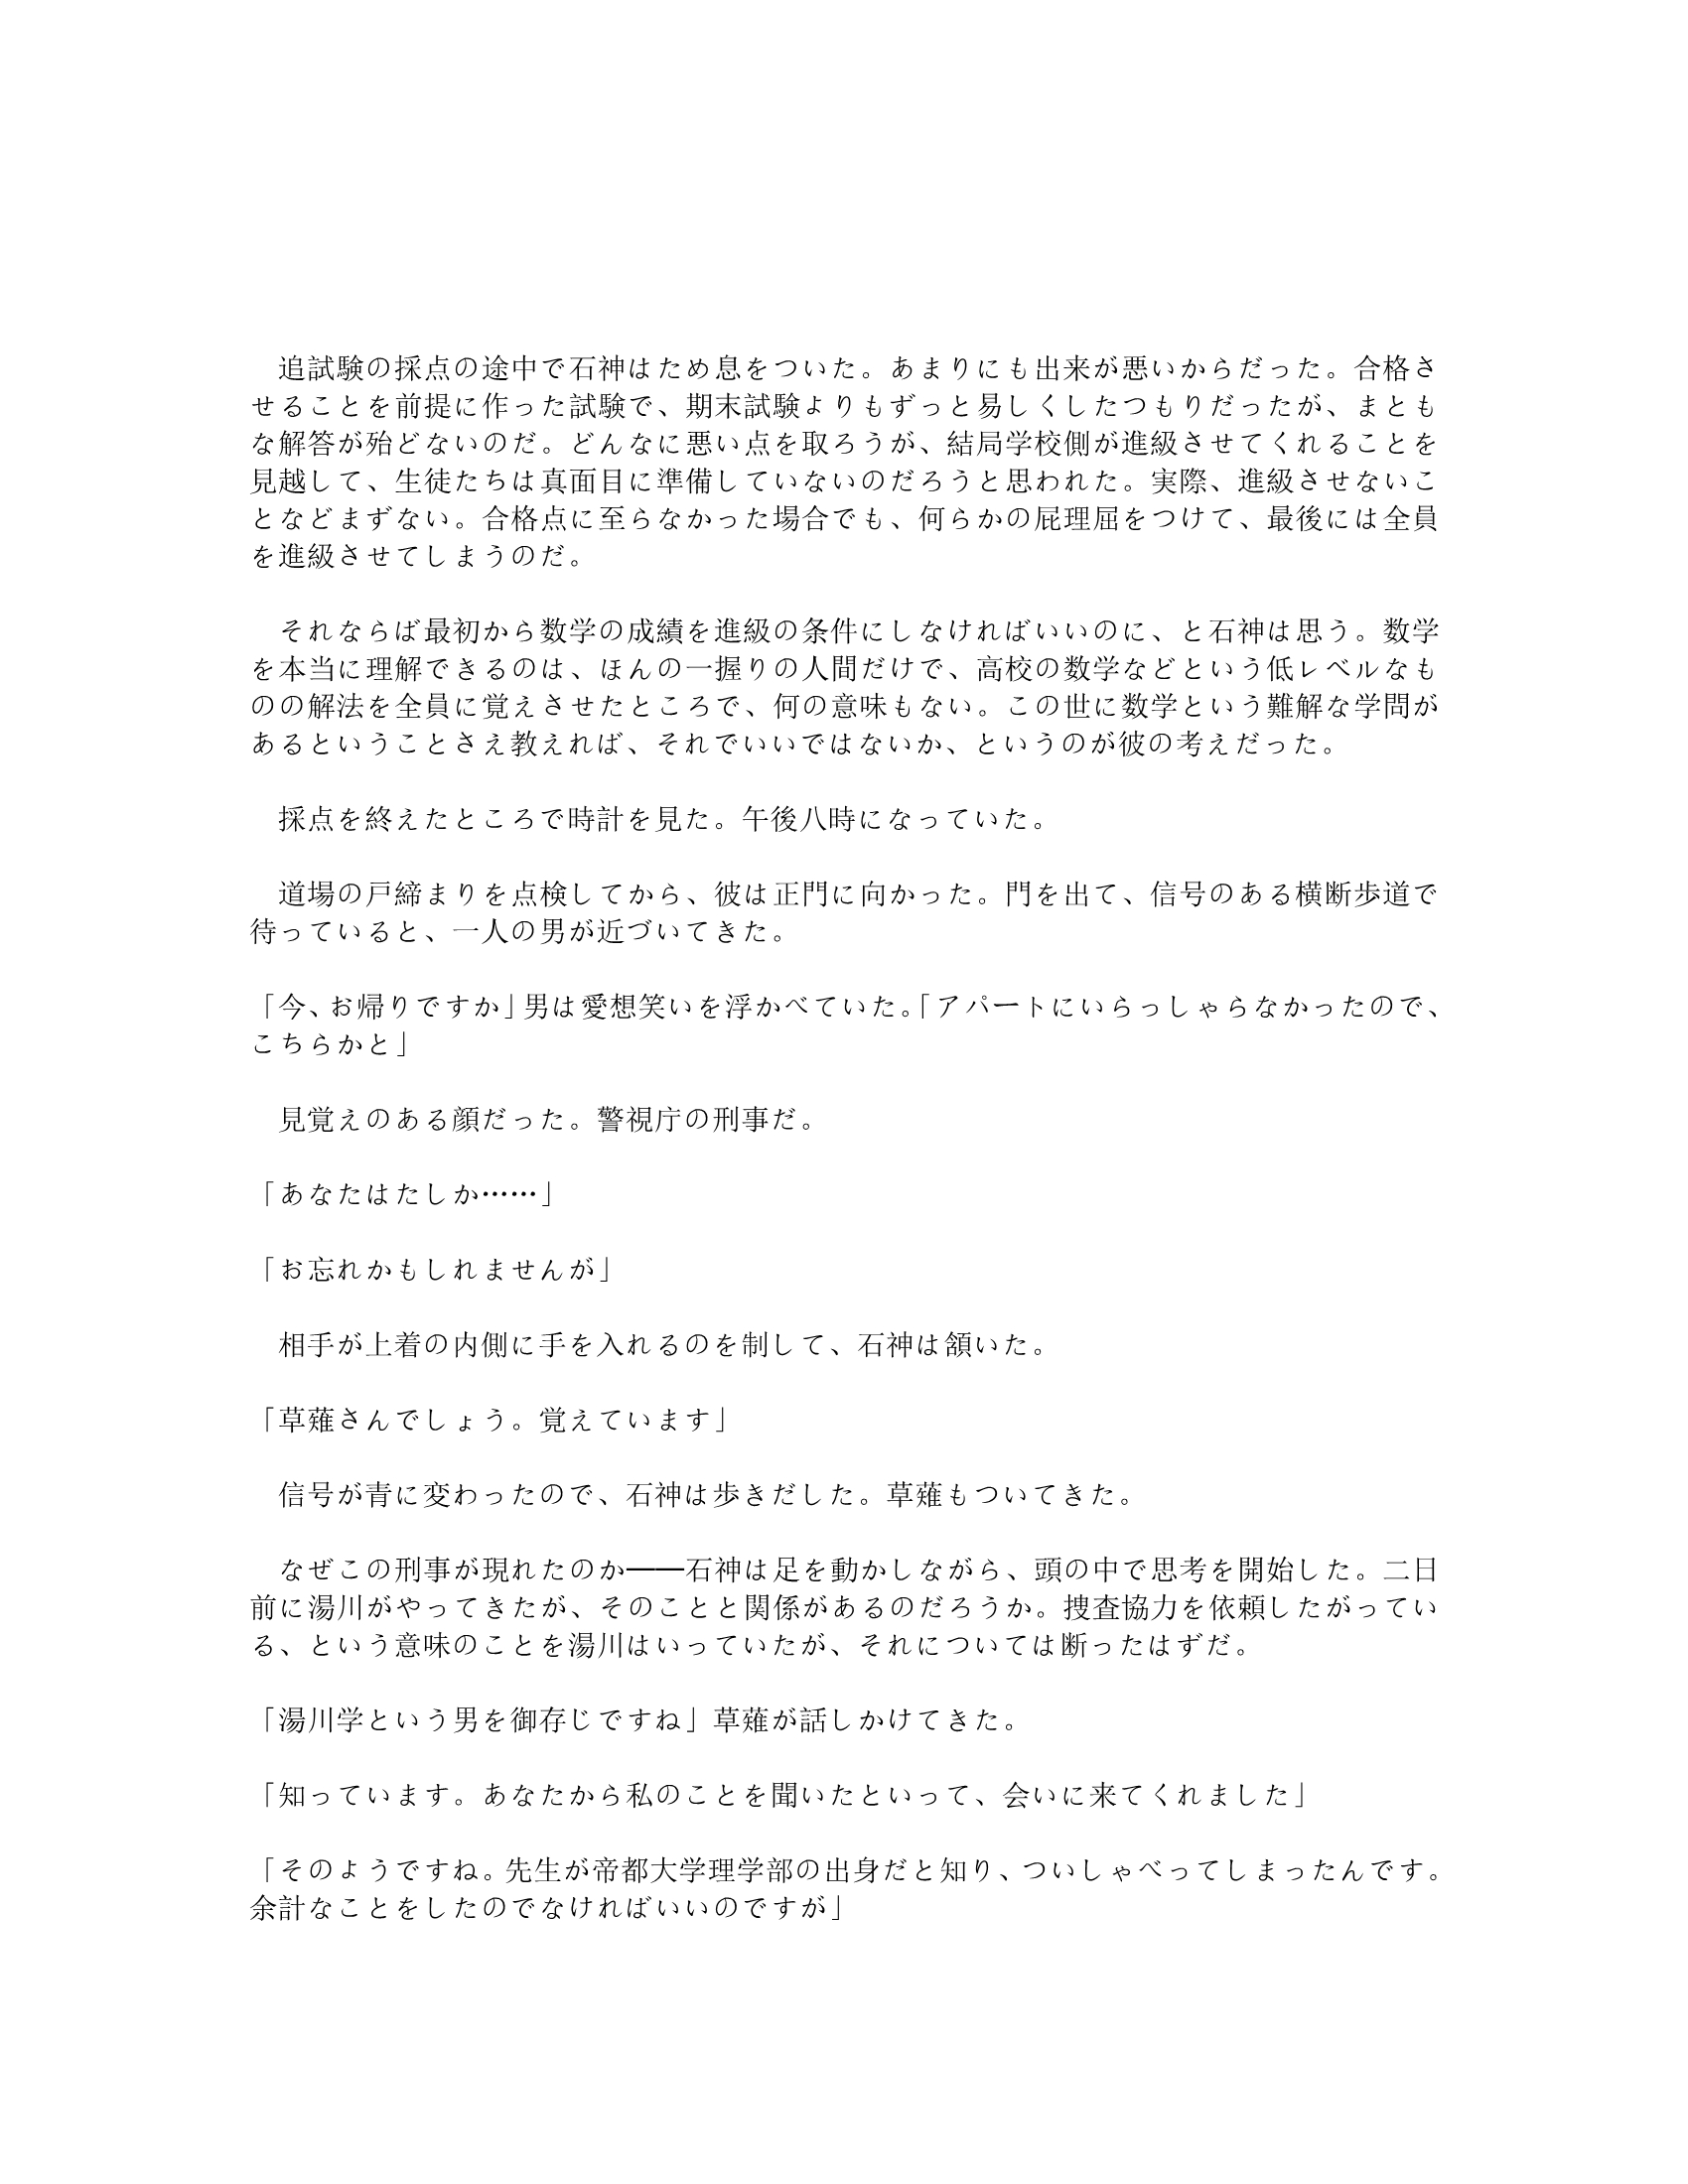 追試験の採点の途中で石神はため息をついた。あまりにも出来が悪いからだった。合格さ
せることを前提に作った試験で、期末試験よりもずっと易しくしたつもりだったが、まとも
な解答が殆どないのだ。どんなに悪い点を取ろうが、結局学校側が進級させてくれることを
見越して、生徒たちは真面目に準備していないのだろうと思われた。実際、進級させないこ
となどまずない。合格点に至らなかった場合でも、何らかの屁理屈をつけて、最後には全員
を進級させてしまうのだ。
　それならば最初から数学の成績を進級の条件にしなければいいのに、と石神は思う。数学
を本当に理解できるのは、ほんの一握りの人間だけで、高校の数学などという低レベルなも
のの解法を全員に覚えさせたところで、何の意味もない。この世に数学という難解な学問が
あるということさえ教えれば、それでいいではないか、というのが彼の考えだった。
　採点を終えたところで時計を見た。午後八時になっていた。
　道場の戸締まりを点検してから、彼は正門に向かった。門を出て、信号のある横断歩道で
待っていると、一人の男が近づいてきた。
「今、お帰りですか」男は愛想笑いを浮かべていた。「アパートにいらっしゃらなかったので、
こちらかと」
　見覚えのある顔だった。警視庁の刑事だ。
「あなたはたしか……」
「お忘れかもしれませんが」
　相手が上着の内側に手を入れるのを制して、石神は頷いた。
「草薙さんでしょう。覚えています」
　信号が青に変わったので、石神は歩きだした。草薙もついてきた。
　なぜこの刑事が現れたのか――石神は足を動かしながら、頭の中で思考を開始した。二日
前に湯川がやってきたが、そのことと関係があるのだろうか。捜査協力を依頼したがってい
る、という意味のことを湯川はいっていたが、それについては断ったはずだ。
「湯川学という男を御存じですね」草薙が話しかけてきた。
「知っています。あなたから私のことを聞いたといって、会いに来てくれました」
「そのようですね。先生が帝都大学理学部の出身だと知り、ついしゃべってしまったんです。
余計なことをしたのでなければいいのですが」